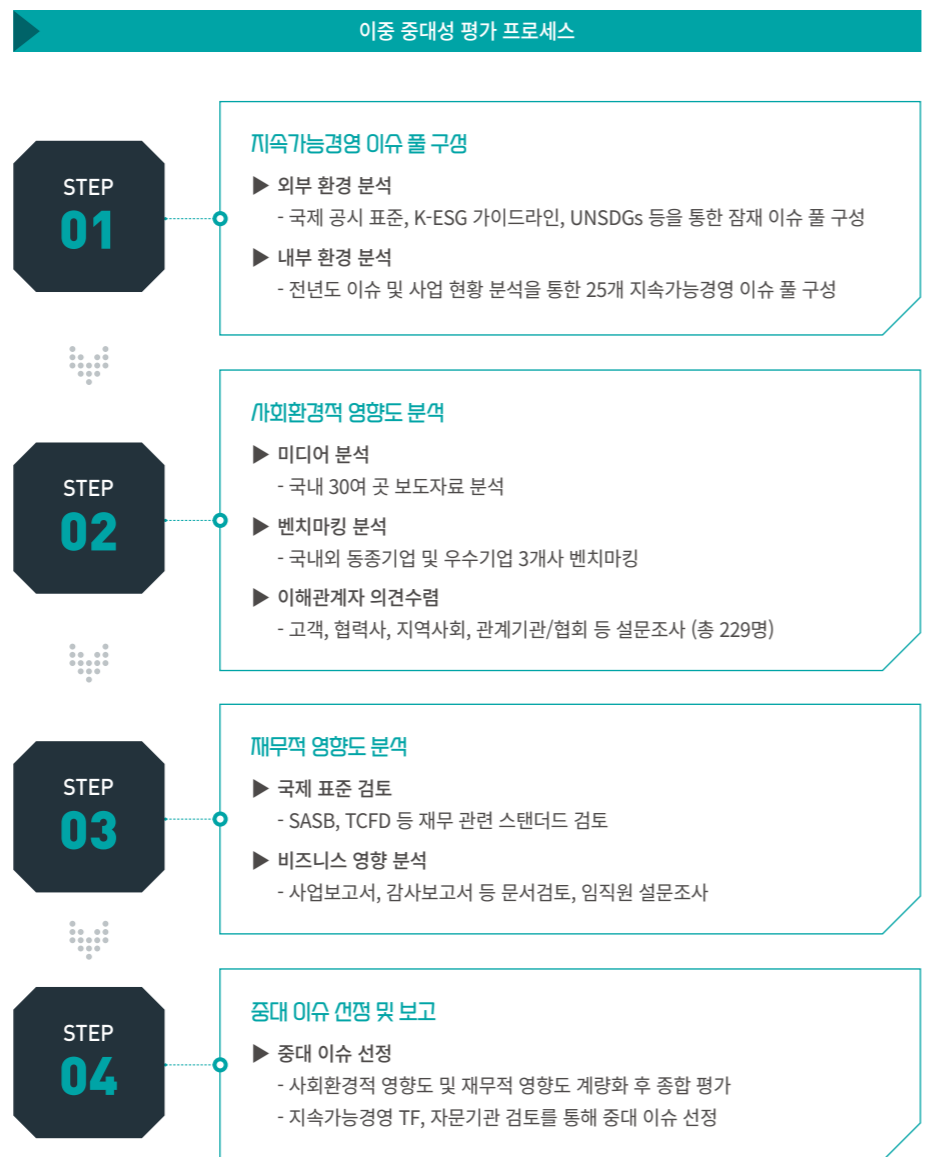 이중 중대성 평가 프로세스
STEP
01
지속가능경영 이슈 풀 구성
▶ 외부 환경 분석
- 국제 공시 표준, K-ESG 가이드라인, UNSDGs 등을 통한 잠재 이슈 풀 구성
▶ 내부 환경 분석
- 전년도 이슈 및 사업 현황 분석을 통한 25개 지속가능경영 이슈 풀 구성
STEP
02
사회환경적 영향도 분석
▶ 미디어 분석
- 국내 30여 곳 보도자료 분석
▶ 벤치마킹 분석
- 국내외 동종기업 및 우수기업 3개사 벤치마킹
▶ 이해관계자 의견수렴
- 고객, 협력사, 지역사회, 관계기관/협회 등 설문조사 (총 229명)
STEP
03
재무적 영향도 분석
▶ 국제 표준 검토
- SASB, TCFD 등 재무 관련 스탠더드 검토
▶ 비즈니스 영향 분석
- 사업보고서, 감사보고서 등 문서검토, 임직원 설문조사
STEP
04
중대 이슈 선정 및 보고
▶ 중대 이슈 선정
- 사회환경적 영향도 및 재무적 영향도 계량화 후 종합 평가
- 지속가능경영 TF, 자문기관 검토를 통해 중대 이슈 선정